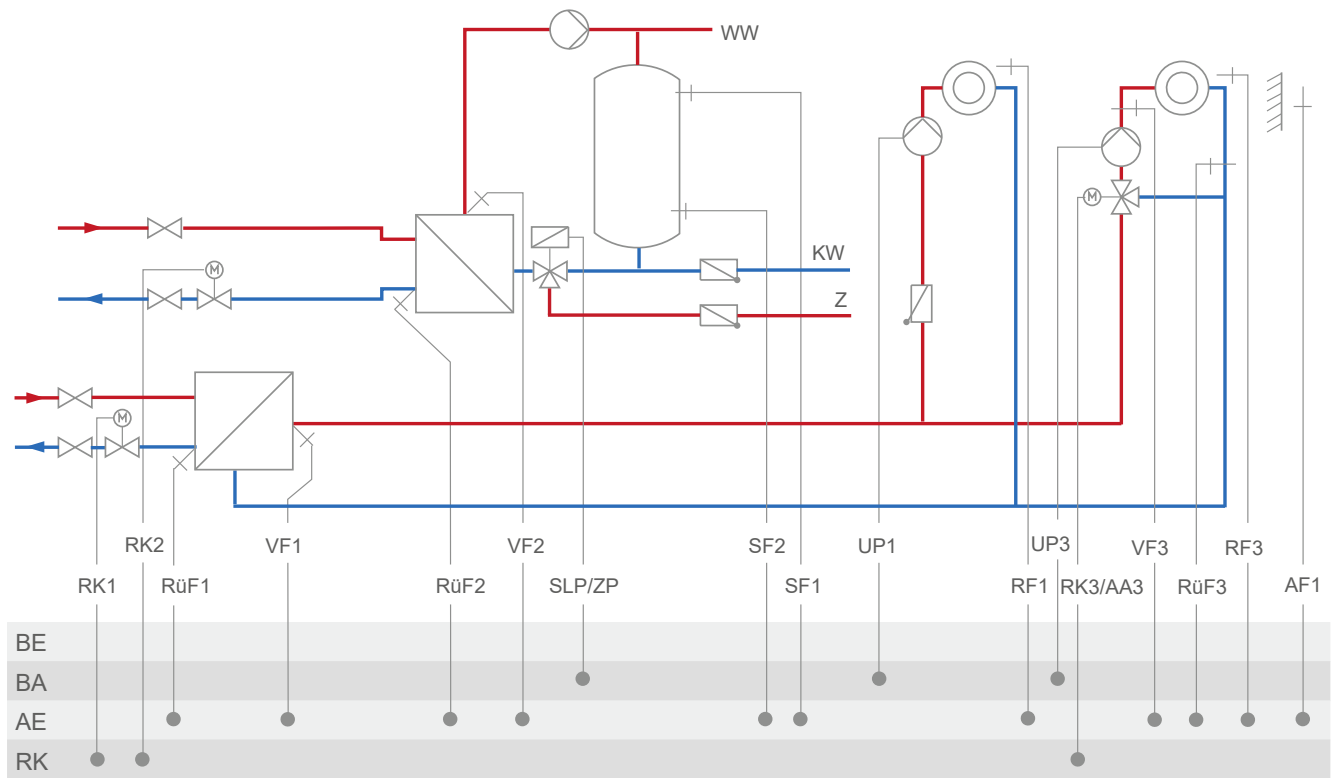 WW
KW
Z
M
M
M
RK2
VF1
VF2
SF2
UP1
UP3
VF3
RF3
RK1
RüF1
RüF2
SLP/ZP
SF1
RF1
RK3/AA3
RüF3
AF1
BE
BA
AE
RK